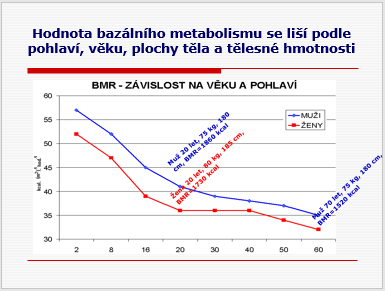 Hodnota bazálního metabolismu se liší podle
pohlaví, věku, plochy těla a tělesné hmotnosti
BMR - ZÁVISLOST NA VĚKU A POHLAVÍ
60
55
50
45
40
35
30
2
8
16
20
30
40
50
60
MUŽI
ŽENY
Muž 20 let, 75 kg, 180
cm, BMR=1860 kcal
Žena 20 let, 60 kg, 165 cm,
BMR=1730 kcal
Muž 70 let, 75 kg, 180 cm,
BMR=1520 kcal